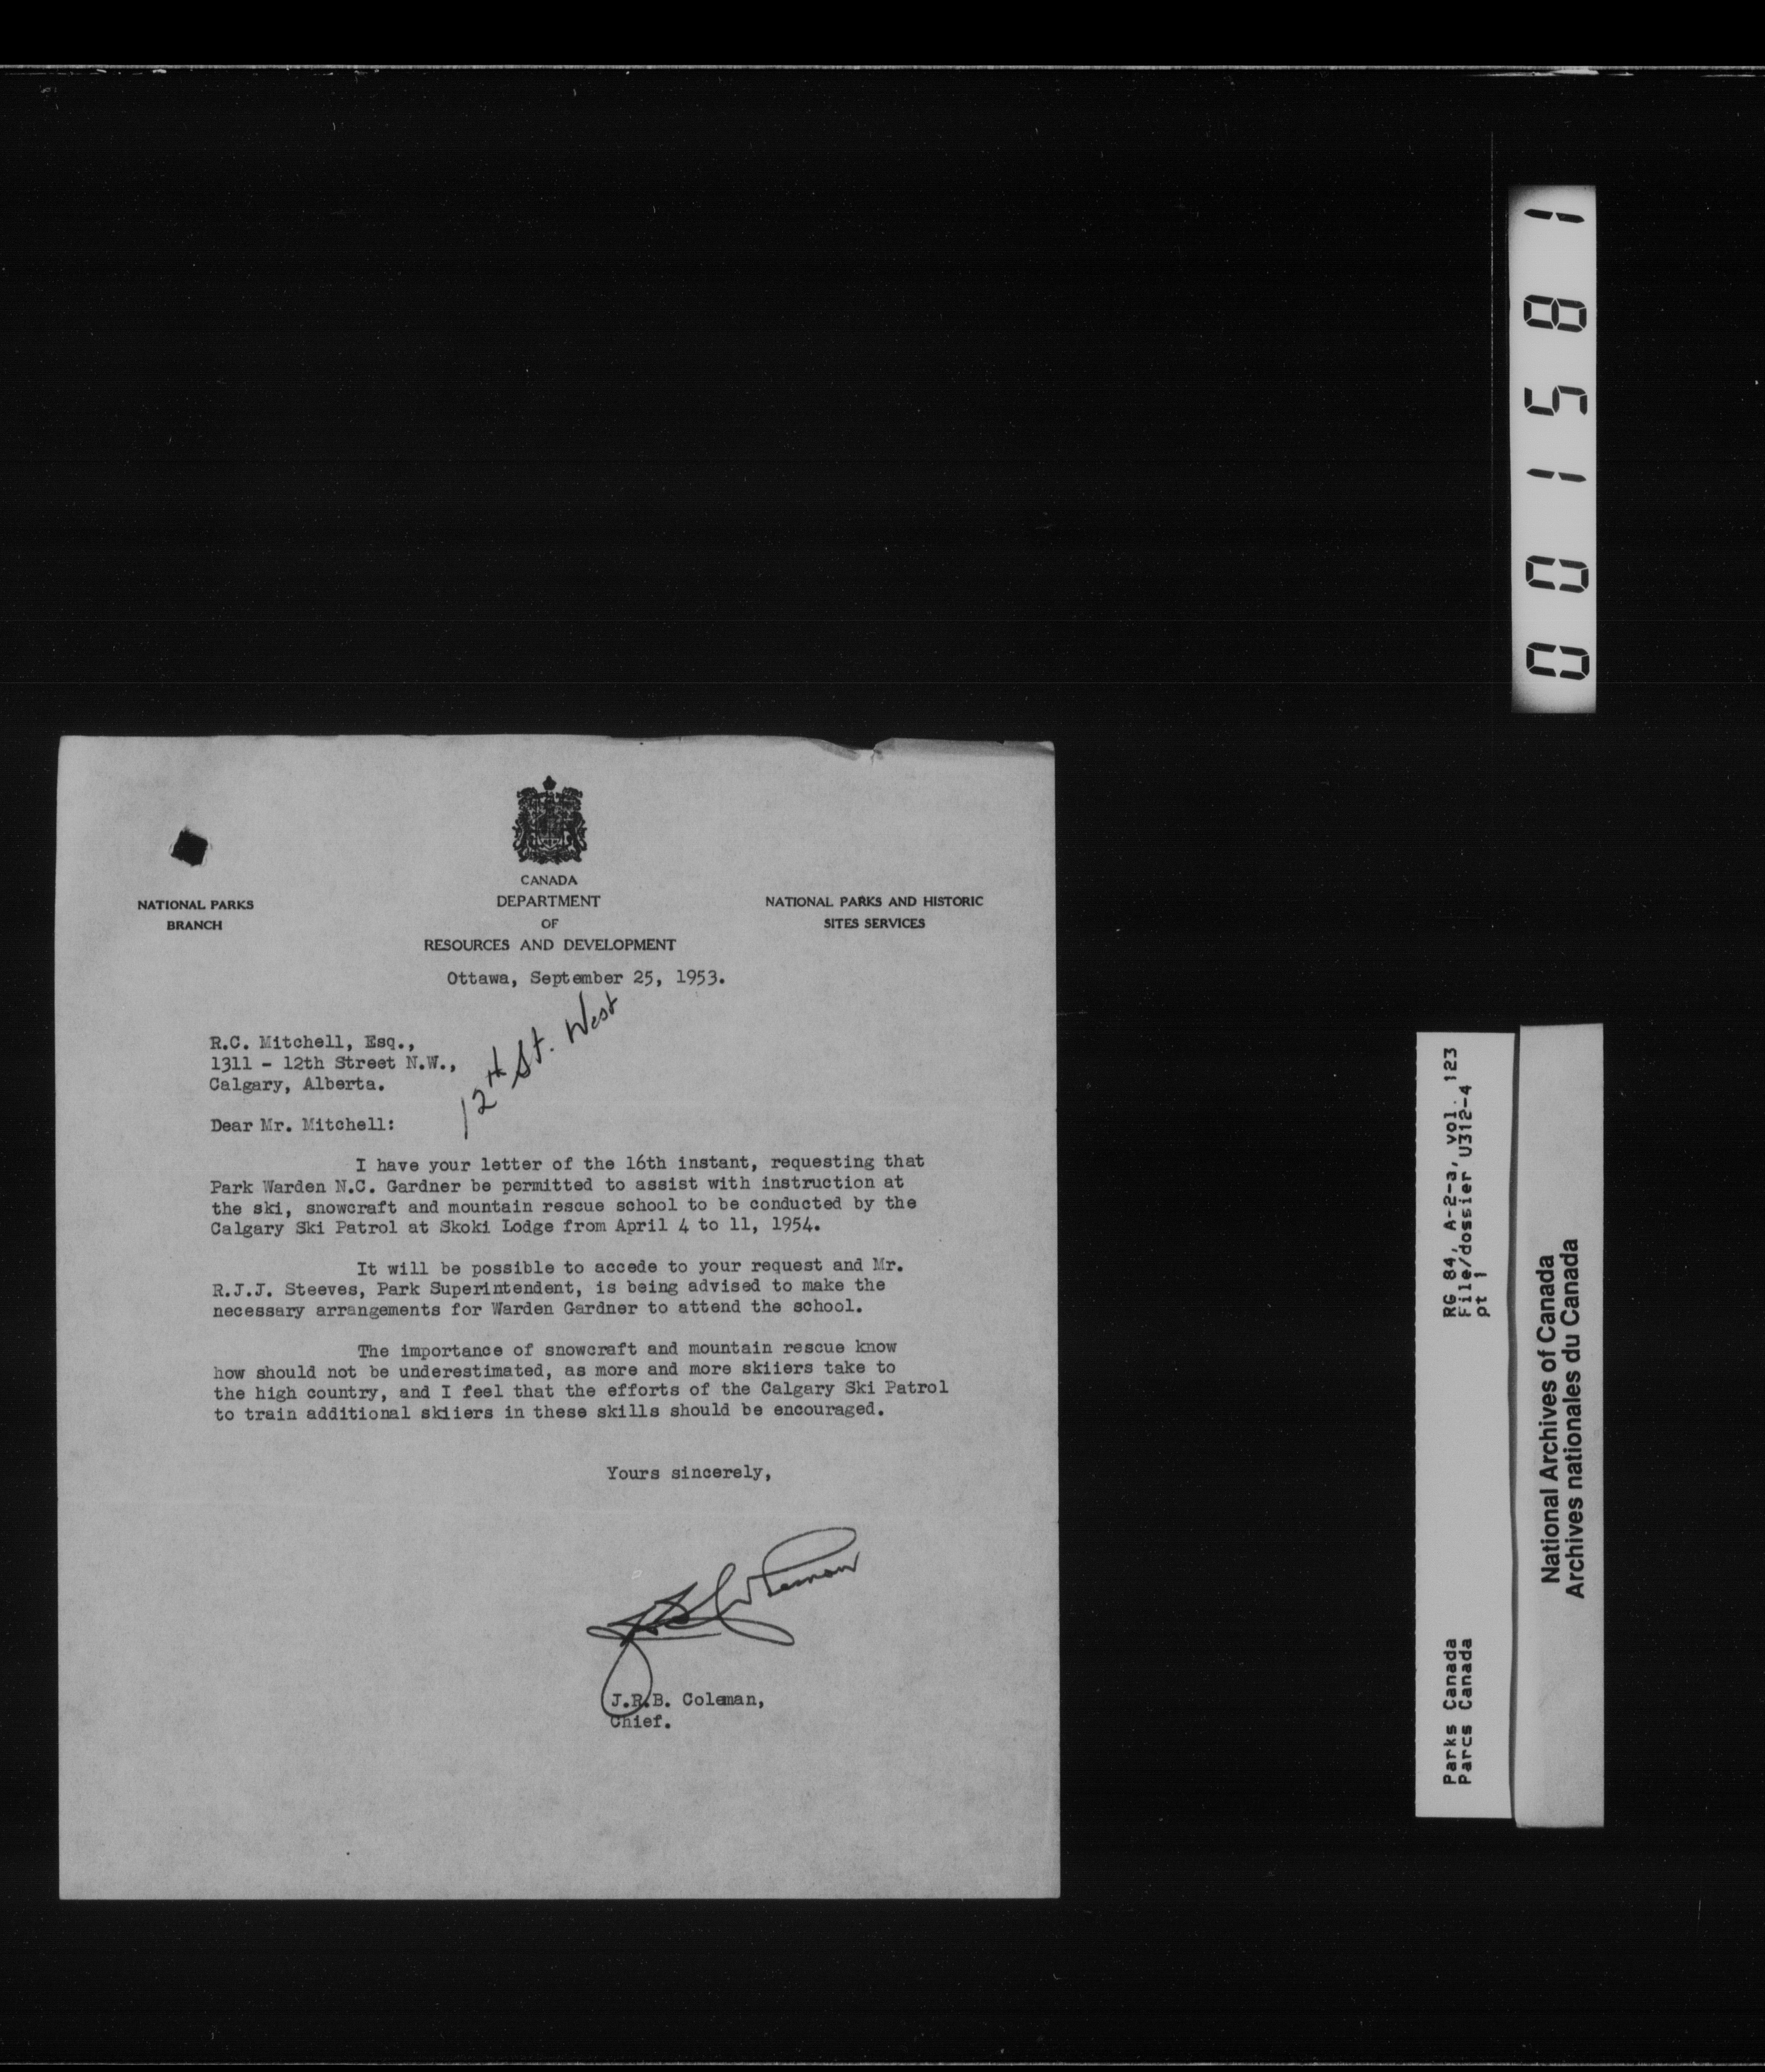 CANADA
NATIONAL PARKS
BRANCH
DEPARTMENT
OF
RESOURCES AND DEVELOPMENT
NATIONAL PARKS AND HISTORIC
SITES SERVICES
Ottawa, September 25, 1953.
R.C. Mitchell, Esq.,
1311 - 12th Street N.W.,
Calgary, Alberta.
12th St. West
Dear Mr. Mitchell:
I have your letter of the 16th instant, requesting that
Park Warden N.C. Gardner be permitted to assist with instruction at
the ski, snowcraft and mountain rescue school to be conducted by the
Calgary Ski Patrol at Skoki Lodge from April 4 to 11, 1954.
It will be possible to accede to your request and Mr.
R.J.J. Steeves, Park Superintendent, is being advised to make the
necessary arrangements for Warden Gardner to attend the school.
The importance of snowcraft and mountain rescue know
how should not be underestimated, as more and more skiiers take to
the high country, and I feel that the efforts of the Calgary Ski Patrol
to train additional skiiers in these skills should be encouraged.
Yours sincerely,
JRB Coleman
J.R.B. Coleman,
Chief.
001581
Parks Canada RG 84, A-2-a, vol. 123
Parcs Canada File/dossier U312-4
pt 1
National Archives of Canada
Archives nationales du Canada